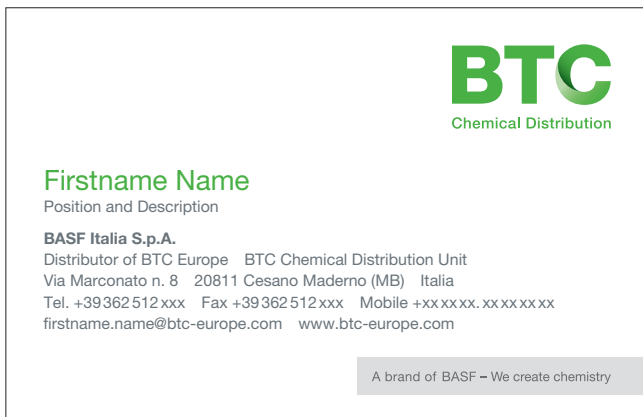 BTC
Chemical Distribution
Firstname Name
Position and Description
BASF Italia S.p.A.
Distributor of BTC Europe BTC Chemical Distribution Unit
Via Marconato n. 8 20811 Cesano Maderno (MB) Italia
Tel. +39 362 512 xxx Fax +39 362 512 xxx Mobile +xx xx xx. xx xx xx xx
firstname.name@btc-europe.com www.btc-europe.com
A brand of BASF – We create chemistry